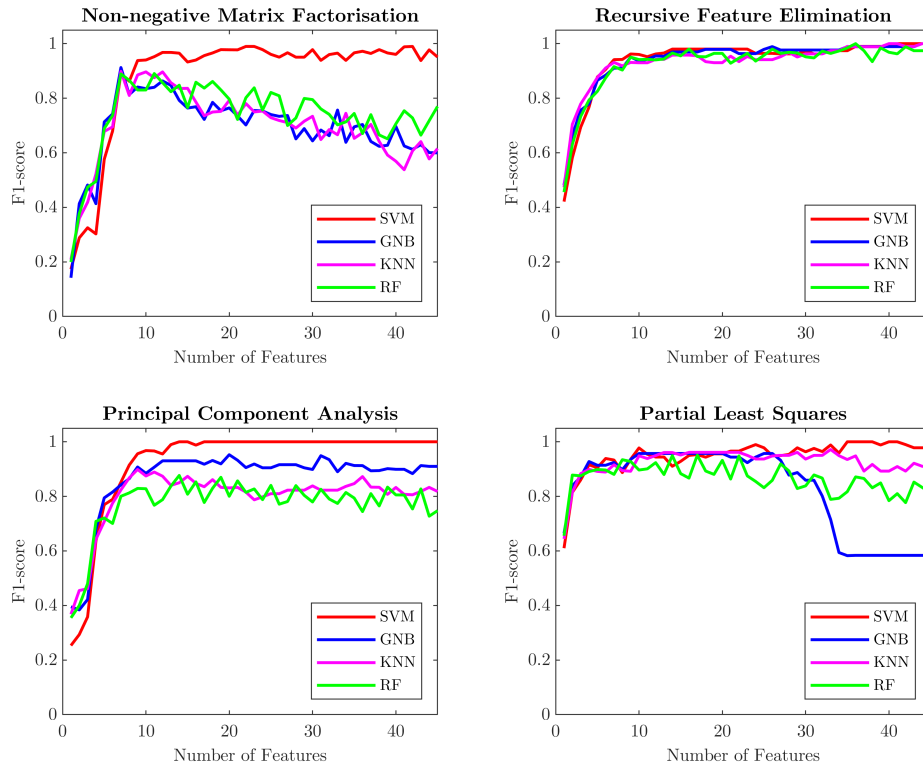 Non-negative Matrix Factorisation
1
0.8
0.6
0.4
0.2
0
F1-score
SVM
GNB
KNN
RF
0 10 20 30 40
Number of Features
Recursive Feature Elimination
1
0.8
0.6
0.4
0.2
0
F1-score
SVM
GNB
KNN
RF
0 10 20 30 40
Number of Features
Principal Component Analysis
1
0.8
0.6
0.4
0.2
0
F1-score
SVM
GNB
KNN
RF
0 10 20 30 40
Number of Features
Partial Least Squares
1
0.8
0.6
0.4
0.2
0
F1-score
SVM
GNB
KNN
RF
0 10 20 30 40
Number of Features